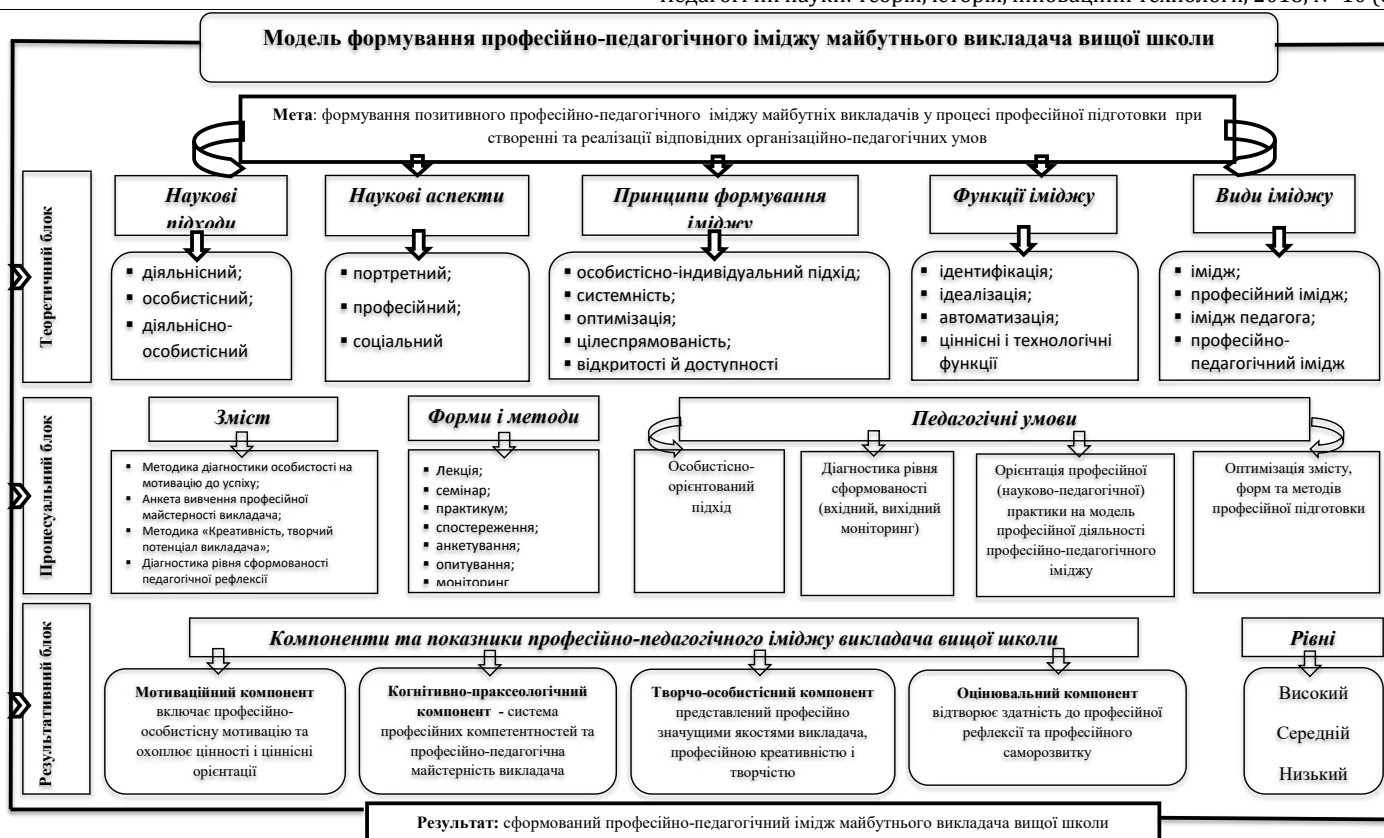 Модель формування професійно-педагогічного іміджу майбутнього викладача вищої школи
Мета: формування позитивного професійно-педагогічного іміджу майбутніх викладачів у процесі професійної підготовки при
створенні та реалізації відповідних організаційно-педагогічних умов
Теоретичний блок
Наукові
підходи
▪ діяльнісний;
▪ особистісний;
▪ діяльнісно-
особистісний
Наукові аспекти
▪ портретний;
▪ професійний;
▪ соціальний
Принципи формування
іміджу
▪ особистісно-індивідуальний підхід;
▪ системність;
▪ оптимізація;
▪ цілеспрямованість;
▪ відкритості й доступності
Функції іміджу
▪ ідентифікація;
▪ ідеалізація;
▪ автоматизація;
▪ ціннісні і технологічні
функції
Види іміджу
▪ імідж;
▪ професійний імідж;
▪ імідж педагога;
▪ професійно-
педагогічний імідж
Процесуальний блок
Зміст
▪ Методика діагностики особистості на
мотивацію до успіху;
▪ Анкета вивчення професійної
майстерності викладача;
▪ Методика «Креативність, творчий
потенціал викладача»;
▪ Діагностика рівня сформованості
педагогічної рефлексії
Форми і методи
▪ Лекція;
▪ семінар;
▪ практикум;
▪ спостереження;
▪ анкетування;
▪ опитування;
▪ моніторинг
Педагогічні умови
Особистісно-
орієнтований
підхід
Діагностика рівня
сформованості
(вхідний, вихідний
моніторинг)
Орієнтація професійної
(науково-педагогічної)
практики на модель
професійної діяльності
професійно-педагогічного
іміджу
Оптимізація змісту,
форм та методів
професійної підготовки
Результативний блок
Компоненти та показники професійно-педагогічного іміджу викладача вищої школи
Мотиваційний компонент
включає професійно-
особистісну мотивацію та
охоплює цінності і ціннісні
орієнтації
Когнітивно-праксеологічний
компонент - система
професійних компетентностей та
професійно-педагогічна
майстерність викладача
Творчо-особистісний компонент
представлений професійно
значущими якостями викладача,
професійною креативністю і
творчістю
Оцінювальний компонент
відтворює здатність до професійної
рефлексії та професійного
саморозвитку
Рівні
Високий
Середній
Низький
Результат: сформований професійно-педагогічний імідж майбутнього викладача вищої школи